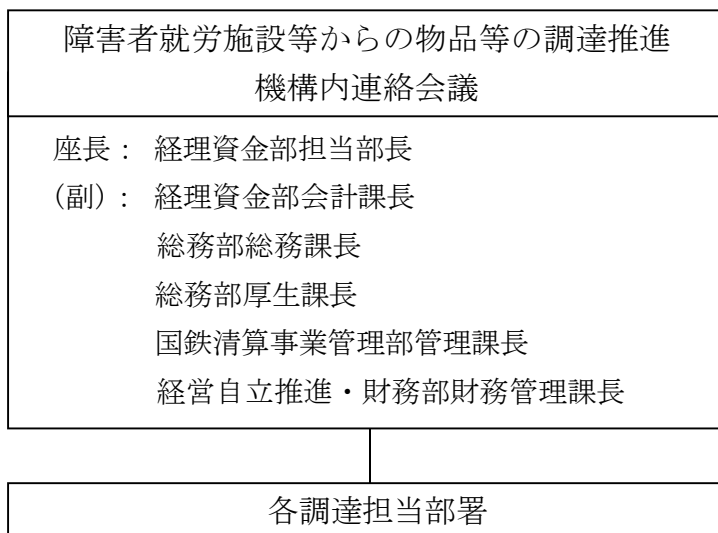 障害者就労施設等からの物品等の調達推進
機構内連絡会議
座長： 経理資金部担当部長
(副)： 経理資金部会計課長
総務部総務課長
総務部厚生課長
国鉄清算事業管理部管理課長
経営自立推進・財務部財務管理課長
各調達担当部署